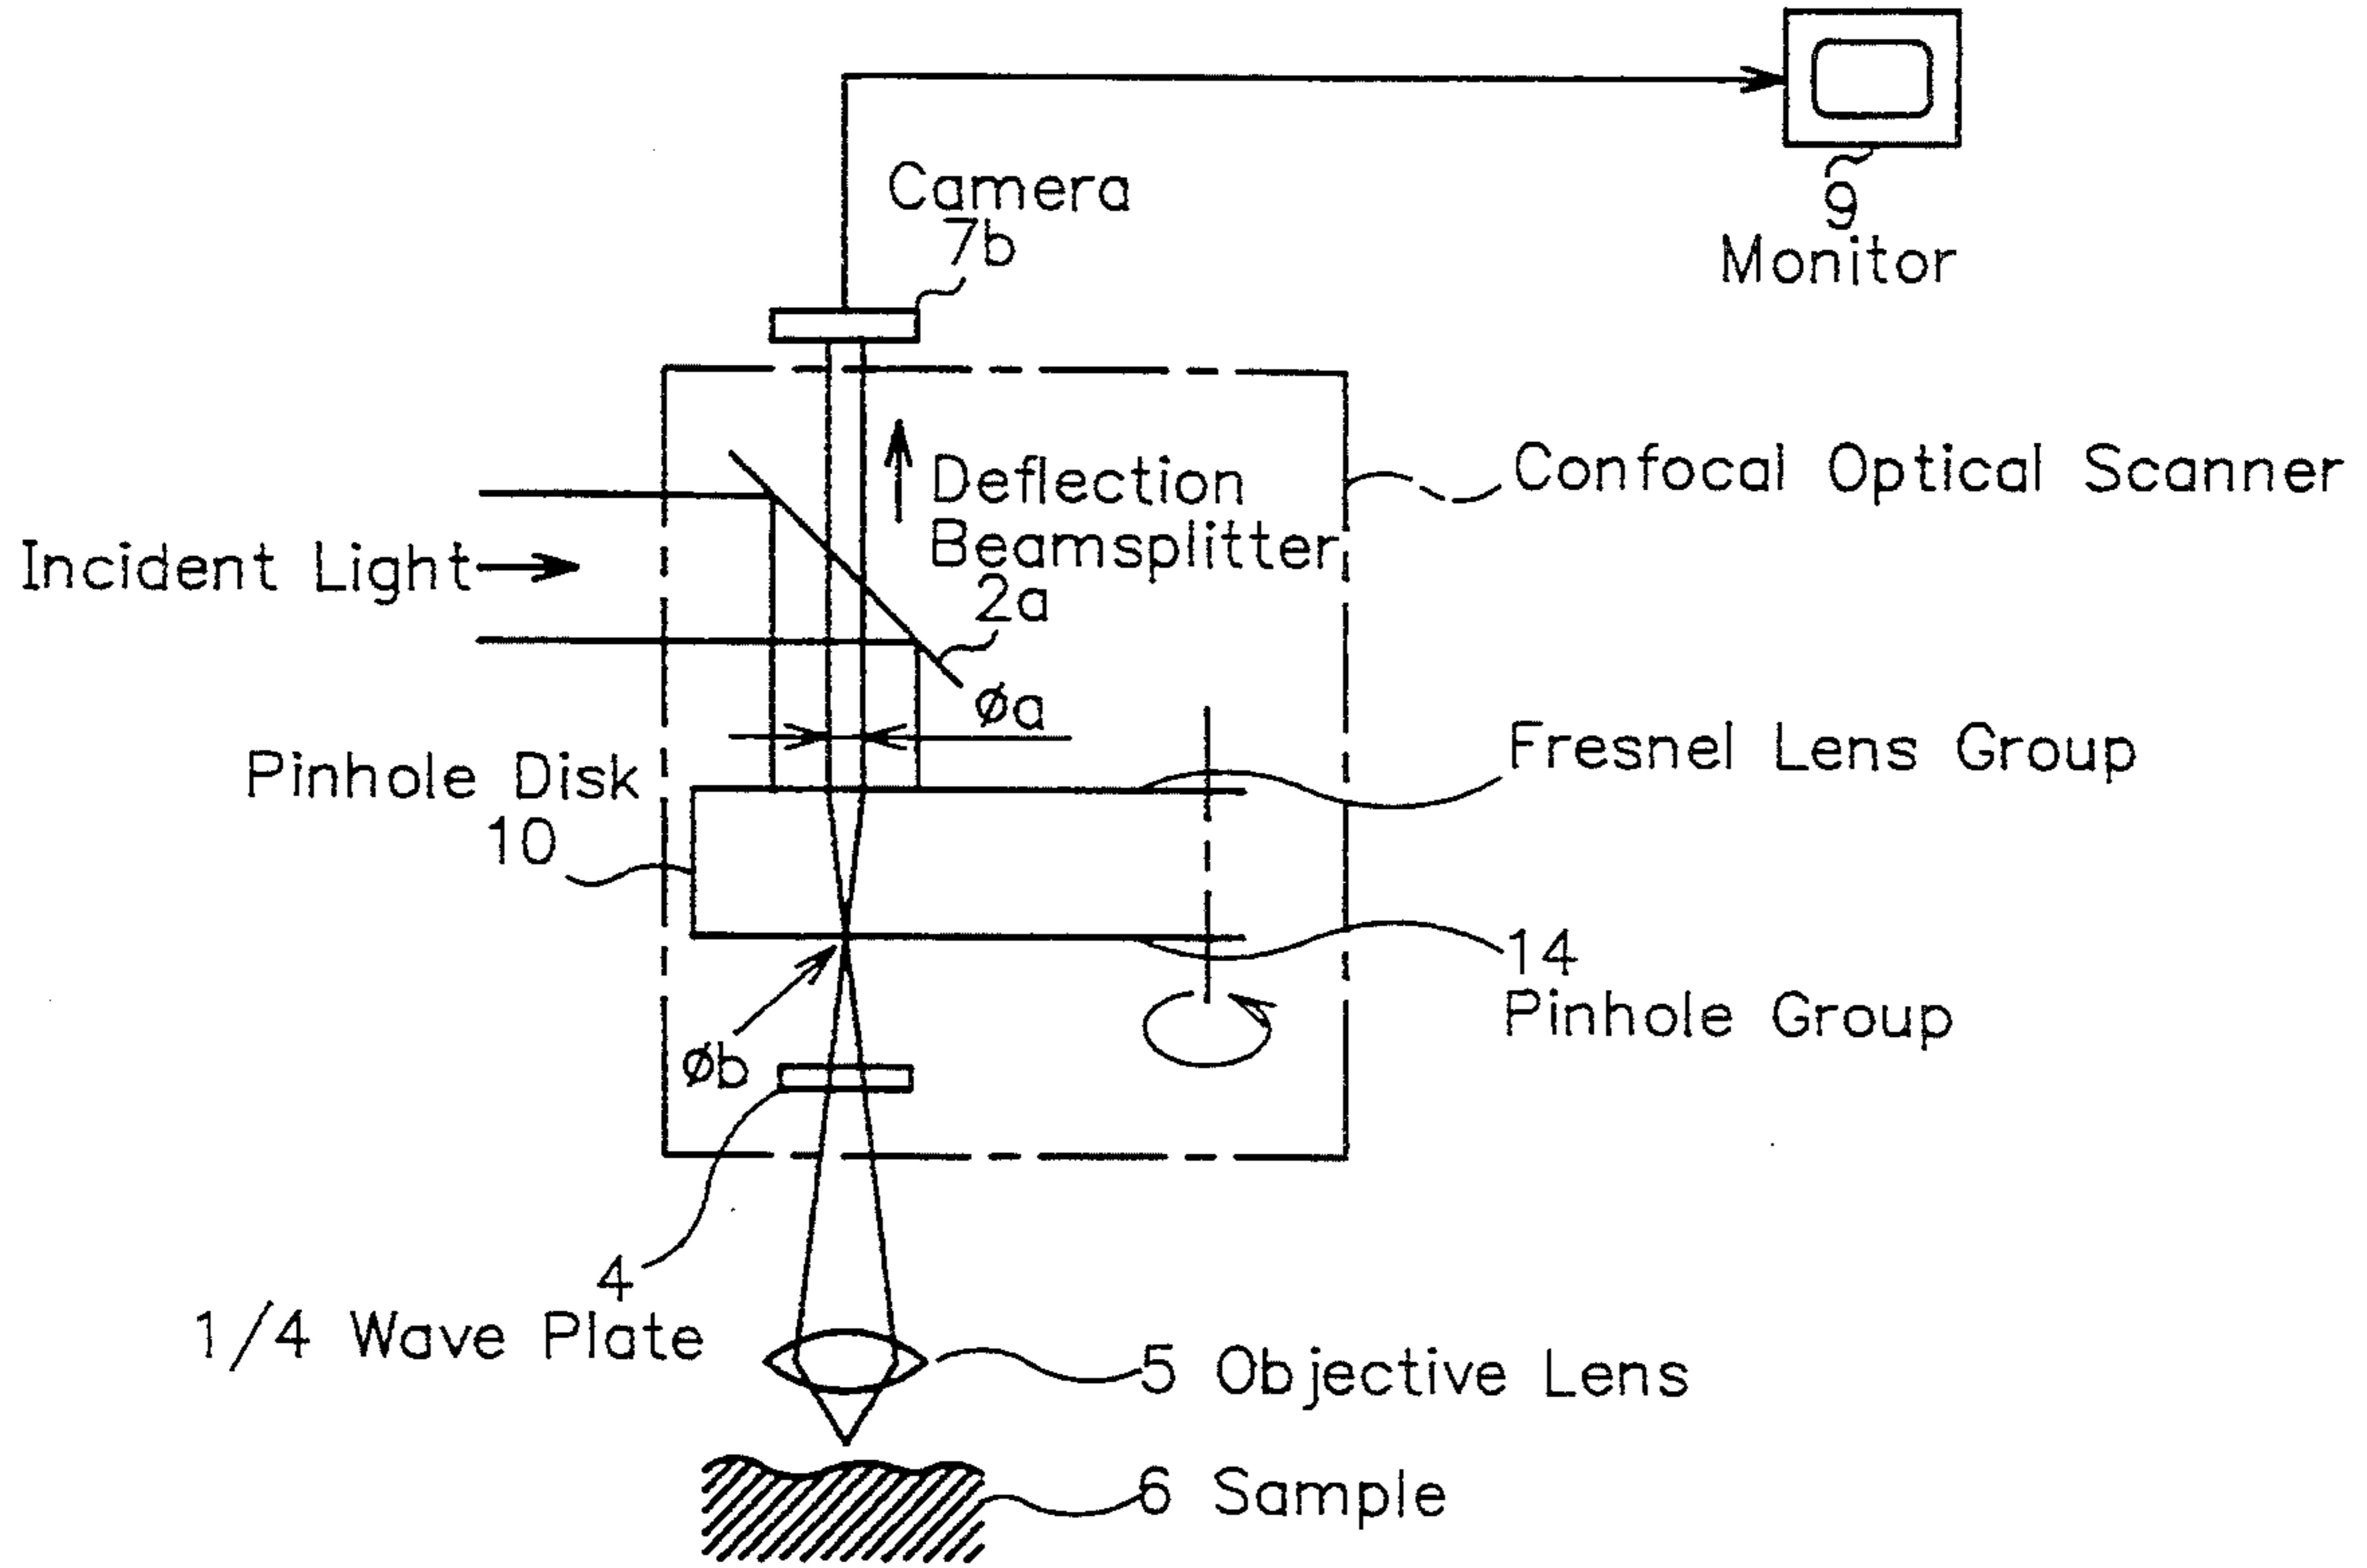 Camera
7b
9
Monitor
Deflection
Beamsplitter
2a
Confocal Optical Scanner
Incident Light
øa
Fresnel Lens Group
Pinhole Disk
10
14
Pinhole Group
øb
4
1/4 Wave Plate
5 Objective Lens
6 Sample